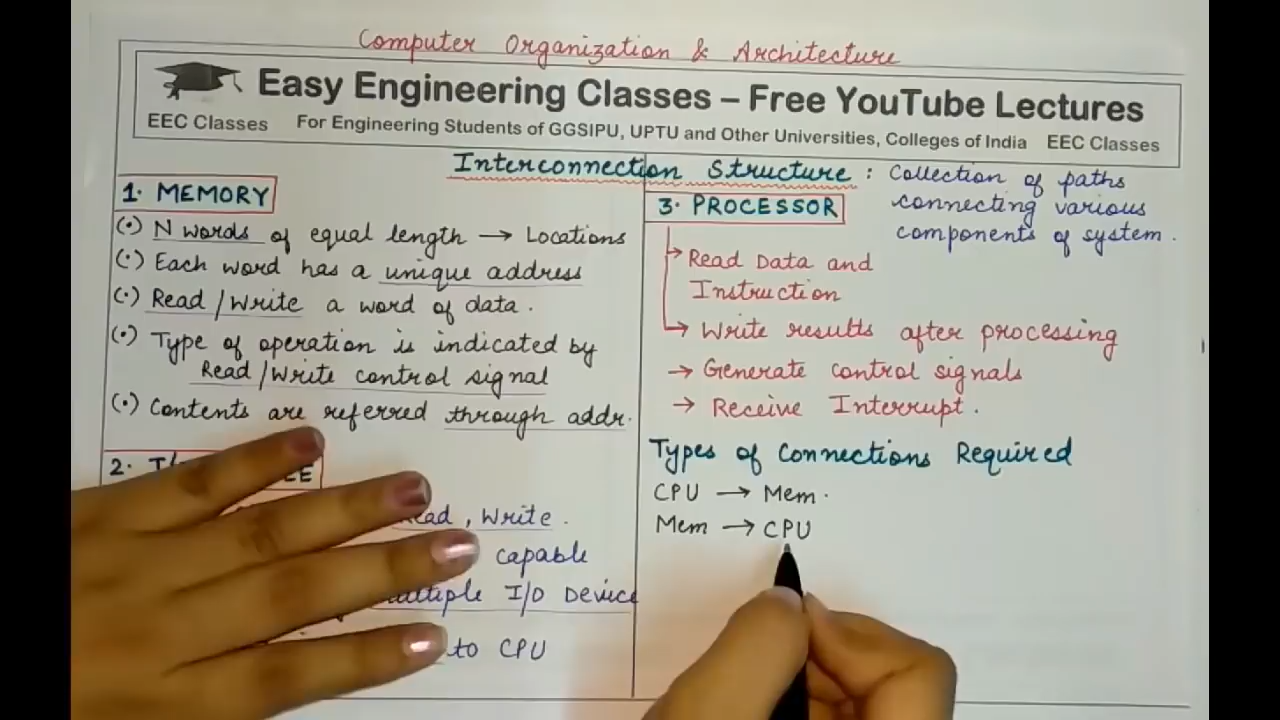 Computer Organization & Architecture
Easy Engineering Classes – Free YouTube Lectures
EEC Classes For Engineering Students of GGSIPU, UPTU and Other Universities, Colleges of India EEC Classes
Interconnection Structure : Collection of paths
connecting various
components of system.
1. MEMORY
(•) N words of equal length → Locations
(•) Each word has a unique address
(•) Read/Write a word of data.
(•) Type of operation is indicated by
Read/Write control signal
(•) Contents are referred through addr.
2.
, Write.
capable
I/O Device
to CPU
3. PROCESSOR
→ Read Data and
Instruction
→ Write results after processing
→ Generate control signals
→ Receive Interrupt.
Types of Connections Required
CPU → Mem.
Mem → CPU